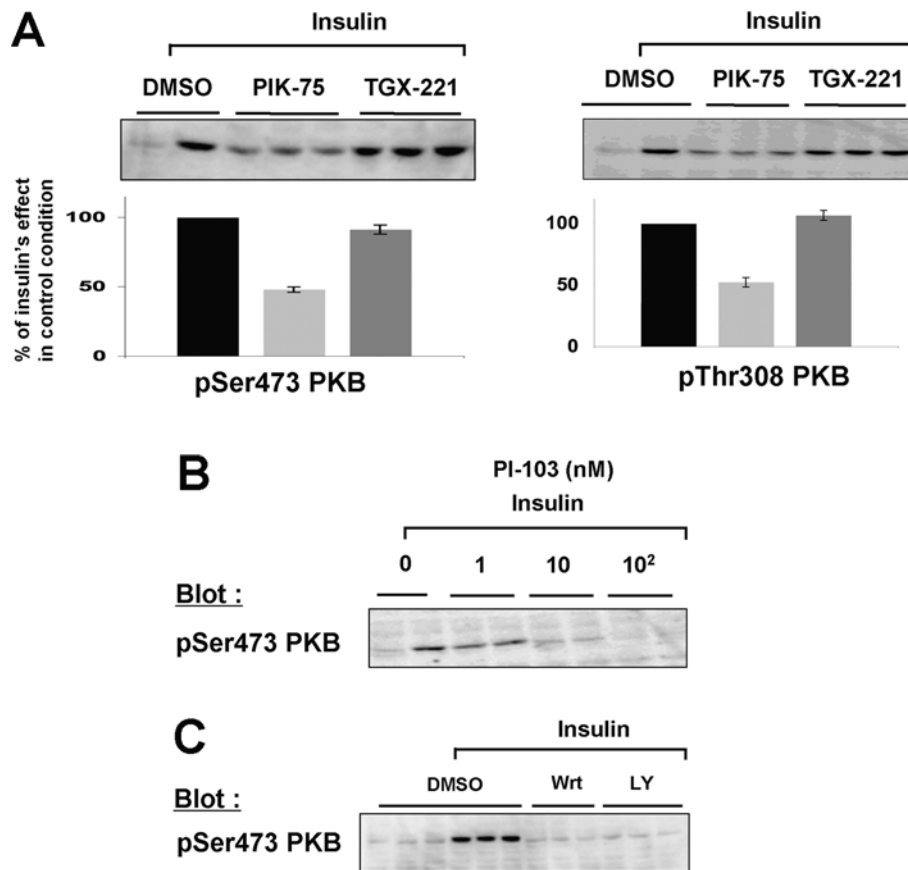 A
Insulin
DMSO PIK-75 TGX-221
% of insulin's effect
in control condition
100
50
0
pSer473 PKB
Insulin
DMSO PIK-75 TGX-221
100
50
0
pThr308 PKB
B
PI-103 (nM)
Insulin
0 1 10 10²
Blot :
pSer473 PKB
C
Insulin
DMSO Wrt LY
Blot :
pSer473 PKB